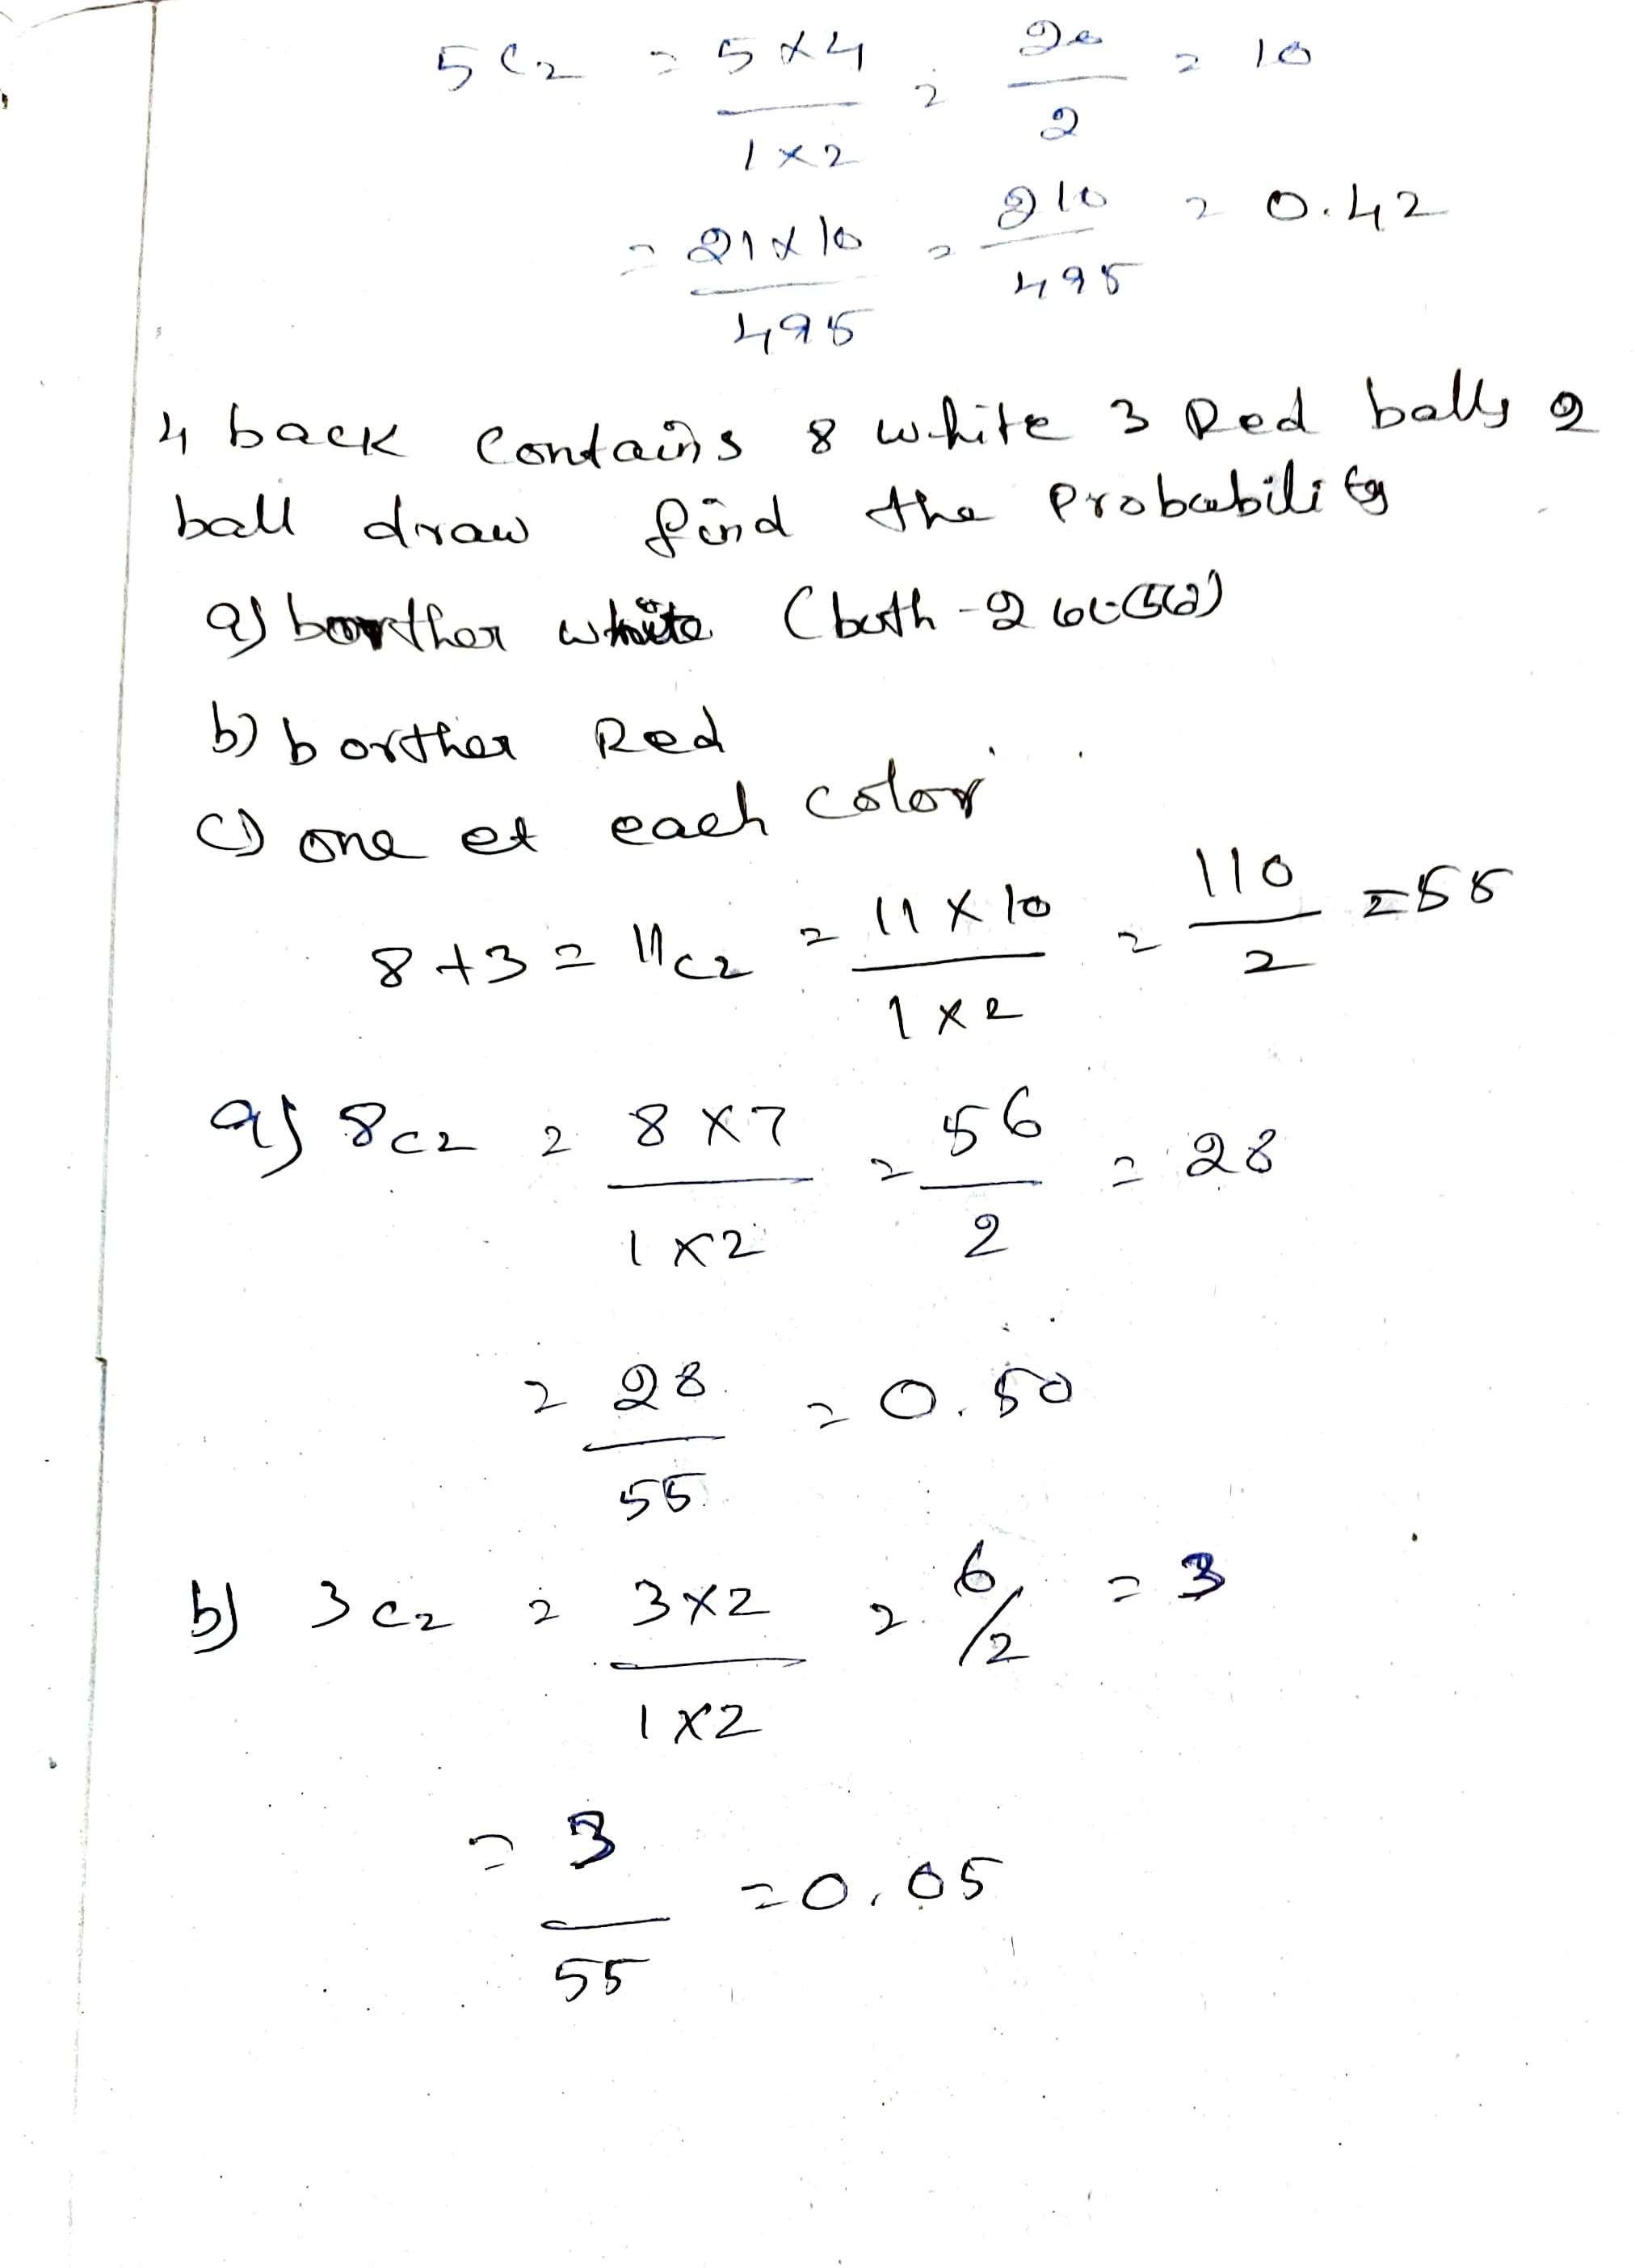 5C2 = 5×4 / 1×2 = 20 / 2 = 10
= 21×10 / 495 = 210 / 495 = 0.42
4 back Contains 8 white 3 Red balls 2
ball draw find the Probability
a) borther white (both - 2
b) borther Red
c) one et each color
8+3 = 11C2 = 11×10 / 1×2 = 110 / 2 = 55
a) 8C2 = 8×7 / 1×2 = 56 / 2 = 28
= 28 / 55 = 0.50
b) 3C2 = 3×2 / 1×2 = 6/2 = 3
= 3 / 55 = 0.05